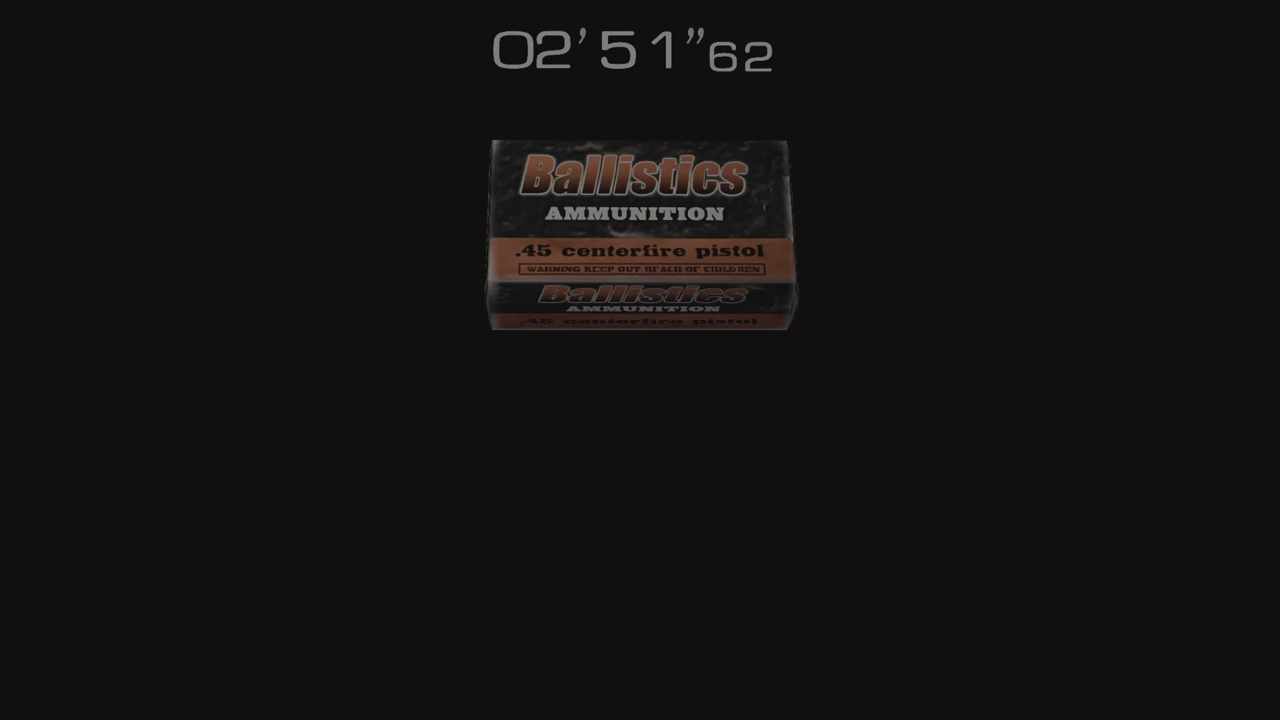 02'51"62
Ballistics
AMMUNITION
.45 centerfire pistol
WARNING KEEP OUT REACH OF CHILDREN
Ballistics
AMMUNITION
.45 centerfire pistol